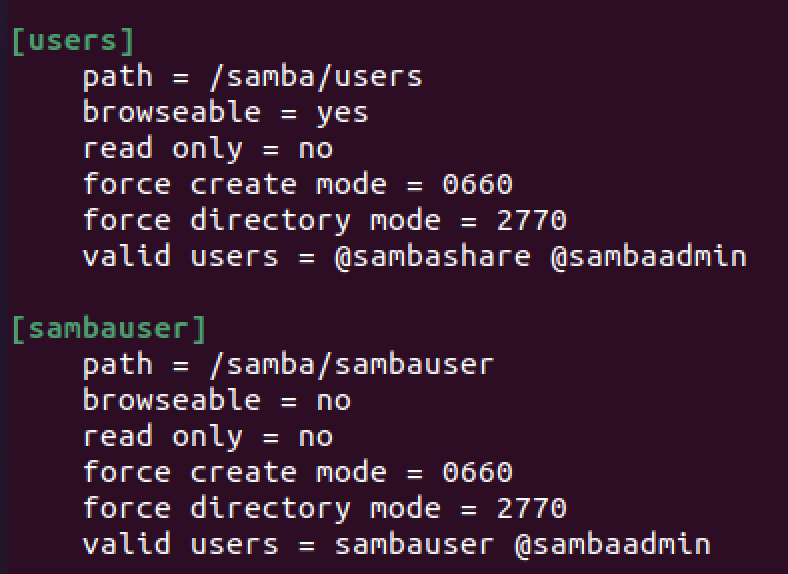 [users]
path = /samba/users
browseable = yes
read only = no
force create mode = 0660
force directory mode = 2770
valid users = @sambashare @sambaadmin
[sambauser]
path = /samba/sambauser
browseable = no
read only = no
force create mode = 0660
force directory mode = 2770
valid users = sambauser @sambaadmin